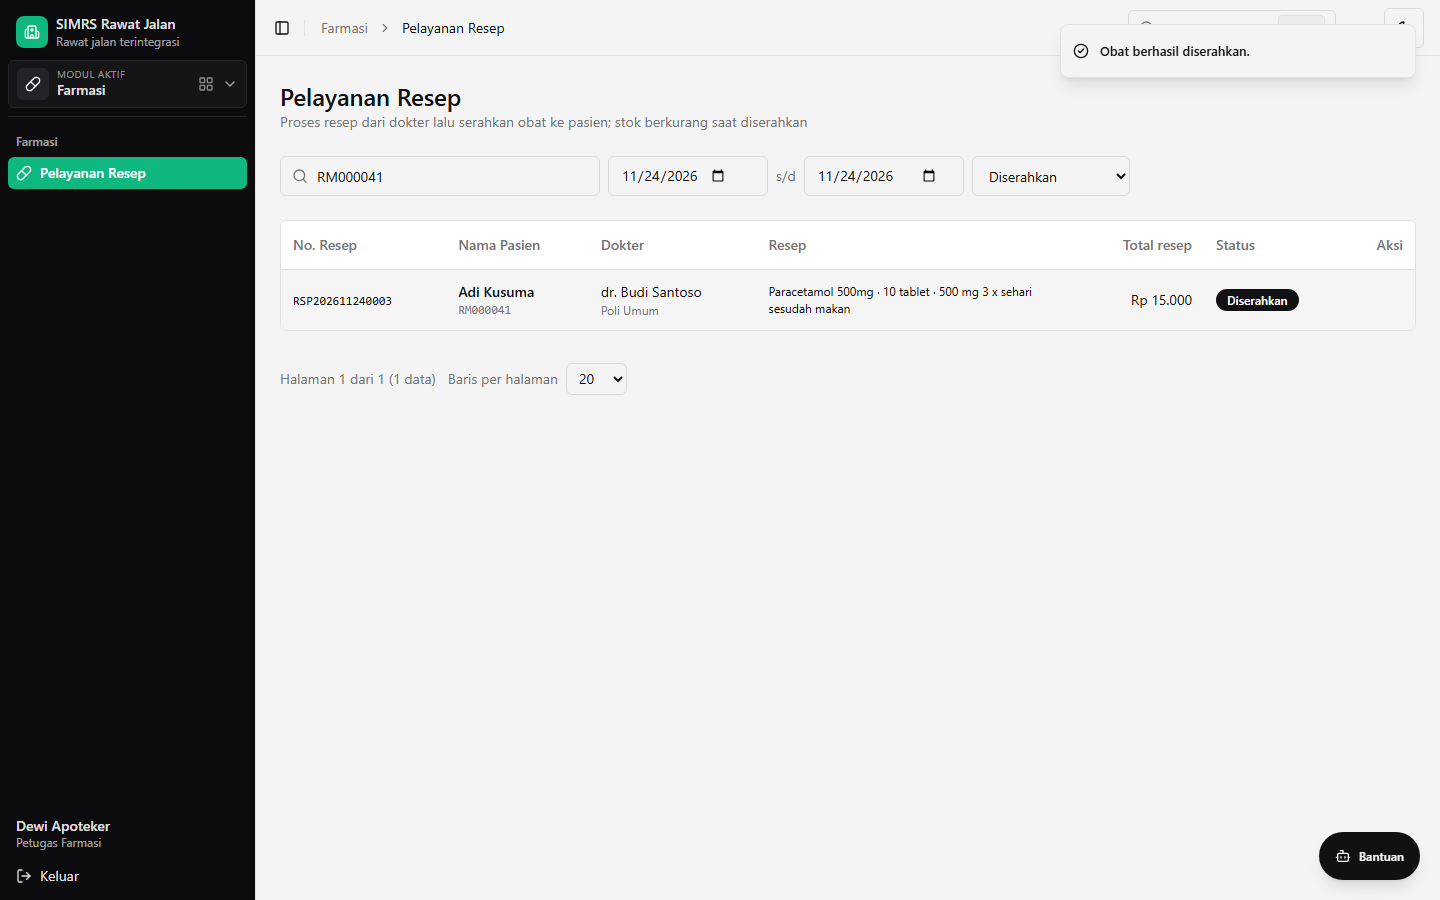 SIMRS Rawat Jalan
Rawat jalan terintegrasi
MODUL AKTIF
Farmasi
Farmasi
Pelayanan Resep
Dewi Apoteker
Petugas Farmasi
Keluar
Farmasi
Pelayanan Resep
Obat berhasil diserahkan.
Pelayanan Resep
Proses resep dari dokter lalu serahkan obat ke pasien; stok berkurang saat diserahkan
RM000041
11/24/2026
s/d
11/24/2026
Diserahkan
No. Resep Nama Pasien Dokter Resep Total resep Status Aksi
RSP202611240003
Adi Kusuma
RM000041
dr. Budi Santoso
Poli Umum
Paracetamol 500mg · 10 tablet · 500 mg 3 x sehari
sesudah makan
Rp 15.000
Diserahkan
Halaman 1 dari 1 (1 data) Baris per halaman 20
Bantuan